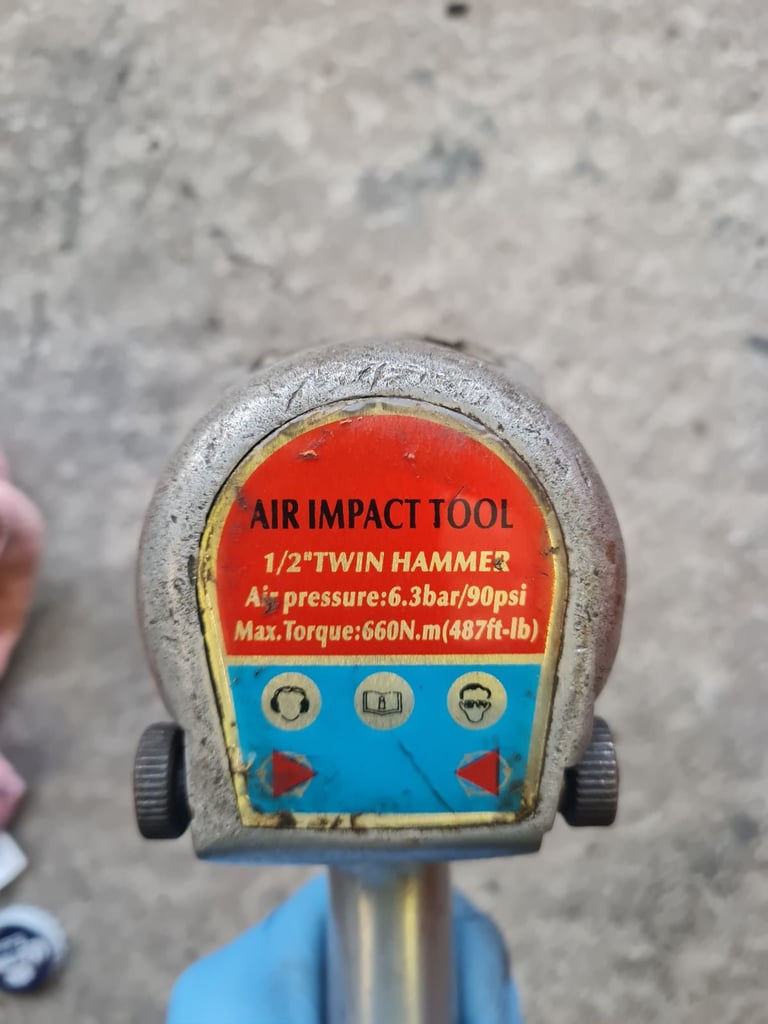 AIR IMPACT TOOL
1/2"TWIN HAMMER
Air pressure:6.3bar/90psi
Max.Torque:660N.m(487ft-lb)